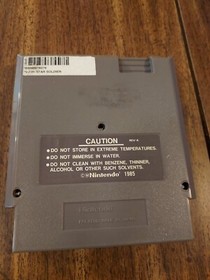 CAUTION
REV-A
• DO NOT STORE IN EXTREME TEMPERATURES.
• DO NOT IMMERSE IN WATER.
• DO NOT CLEAN WITH BENZENE, THINNER,
ALCOHOL OR OTHER SUCH SOLVENTS.
Nintendo 1985